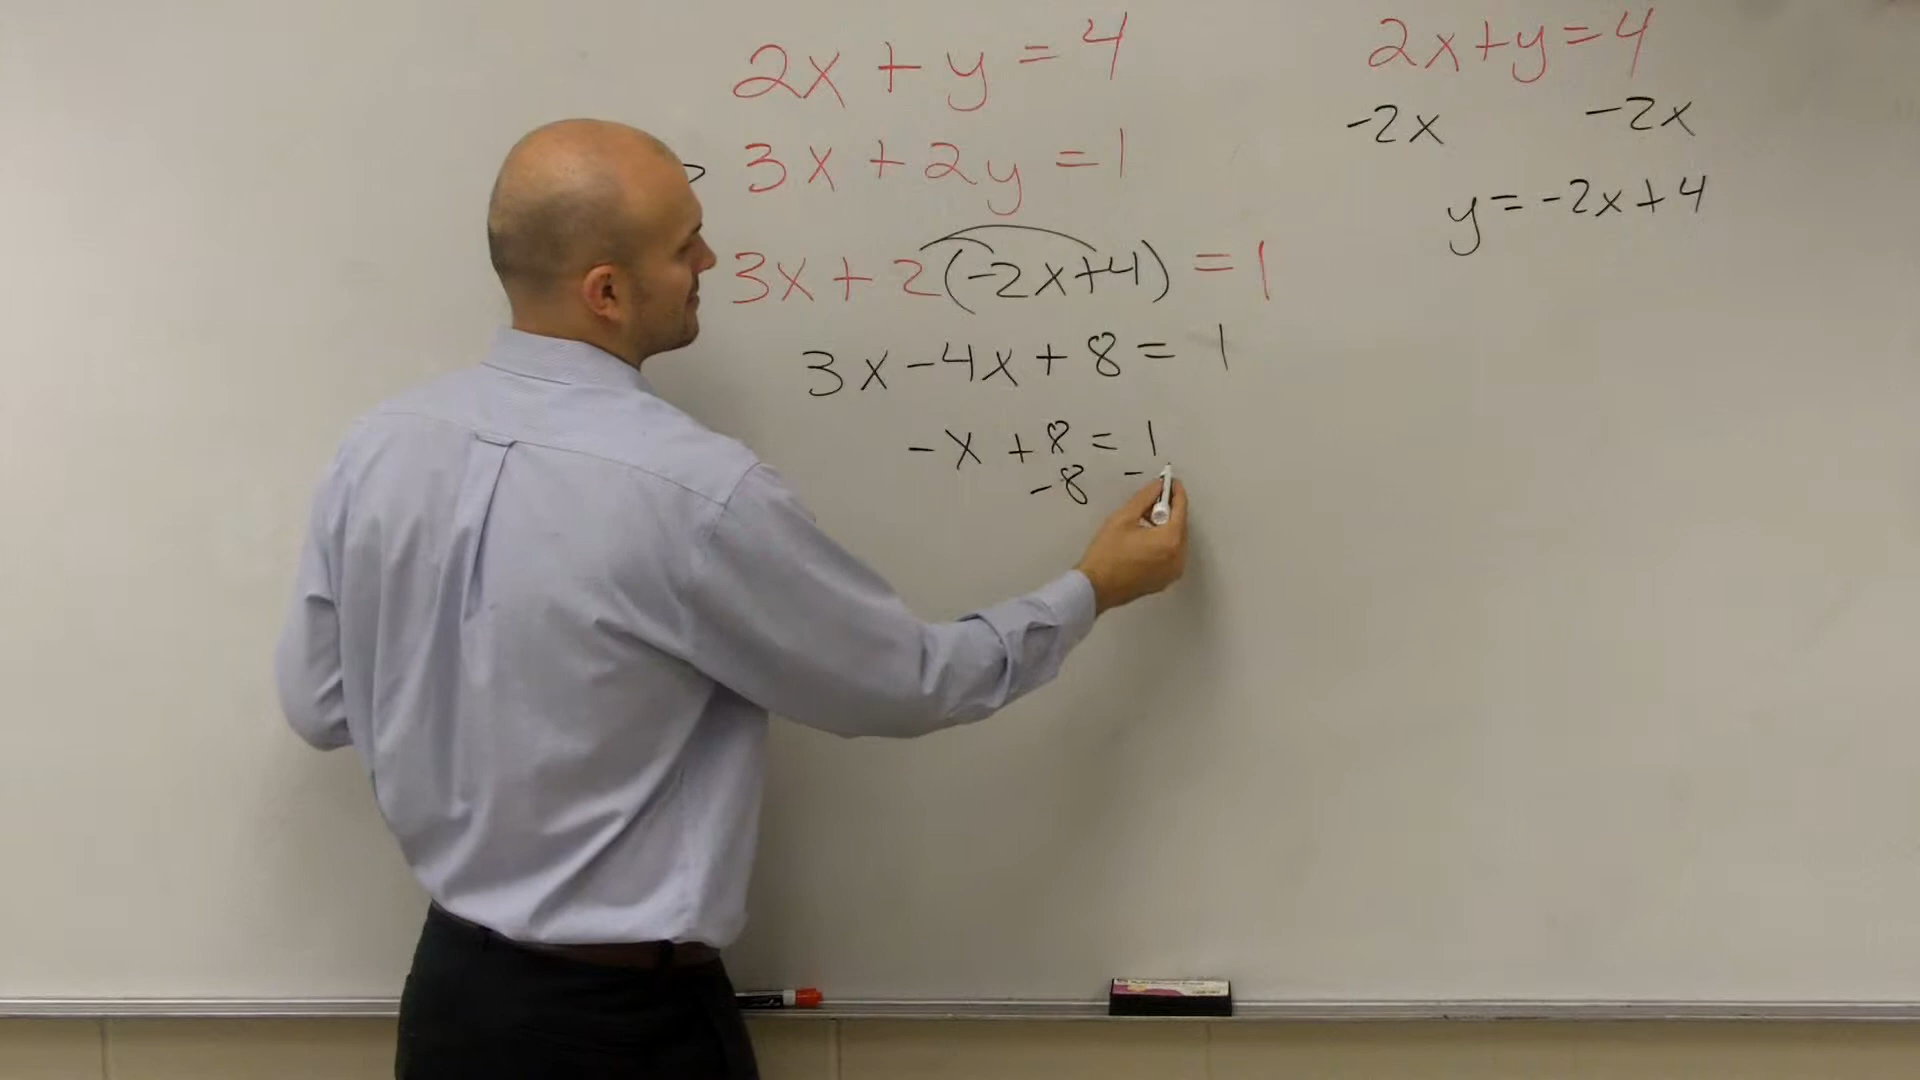 2x + y = 4
3x + 2y = 1
3x + 2(-2x+4) = 1
3x - 4x + 8 = 1
-x + 8 = 1
-8 -
2x+y=4
-2x -2x
y = -2x+4